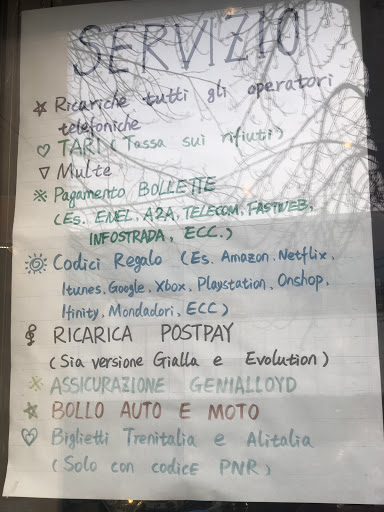 SERVIZIO
Ricariche tutti gli operatori
telefoniche
TARI (Tassa sui rifiuti)
Multe
Pagamento BOLLETTE
(Es. ENEL, A2A, TELECOM, FASTWEB,
INFOSTRADA, ECC.)
Codici Regalo (Es. Amazon, Netflix,
Itunes, Google, Xbox, Playstation, Onshop,
Ifinity, Mondadori, ECC)
RICARICA POSTPAY
(Sia versione Gialla e Evolution)
ASSICURAZIONE GENIALLOYD
BOLLO AUTO E MOTO
Biglietti Trenitalia e Alitalia
(Solo con codice PNR)